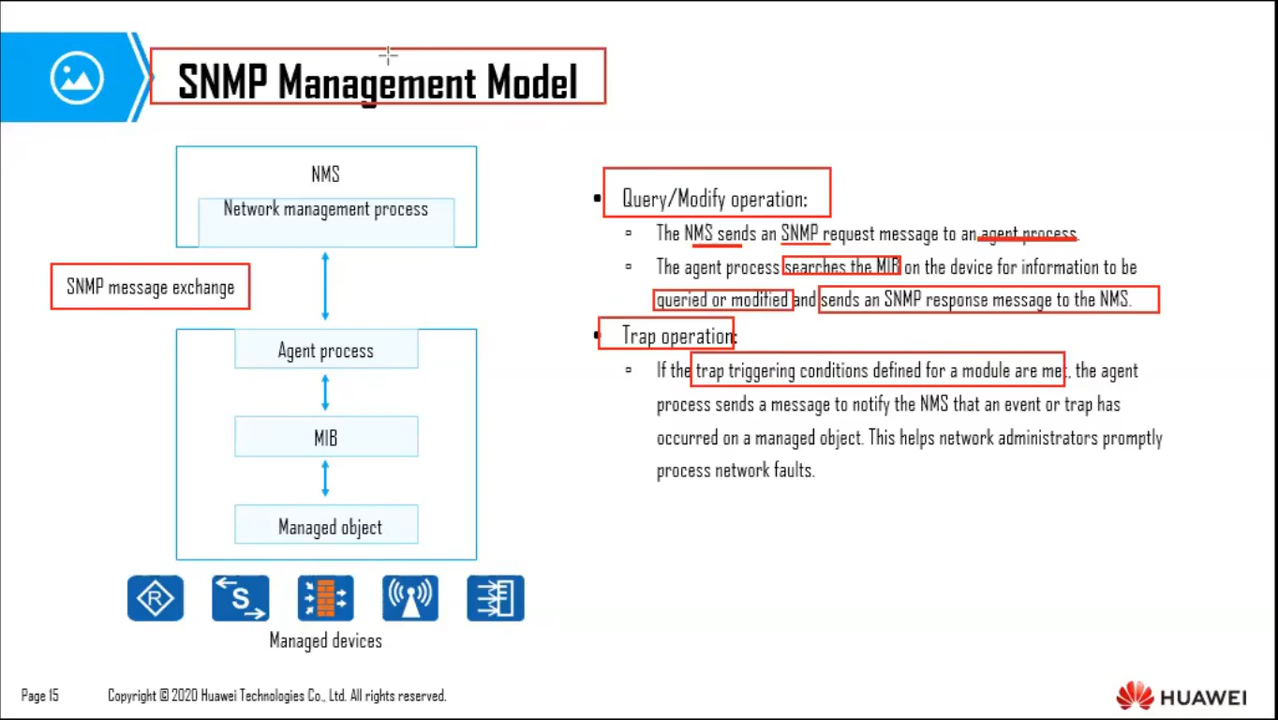 SNMP Management Model
NMS
Network management process
SNMP message exchange
Agent process
MIB
Managed object
R
S
Managed devices
• Query/Modify operation:
▫ The NMS sends an SNMP request message to an agent process.
▫ The agent process searches the MIB on the device for information to be
queried or modified and sends an SNMP response message to the NMS.
• Trap operation:
▫ If the trap triggering conditions defined for a module are met, the agent
process sends a message to notify the NMS that an event or trap has
occurred on a managed object. This helps network administrators promptly
process network faults.
Page 15
Copyright © 2020 Huawei Technologies Co., Ltd. All rights reserved.
HUAWEI